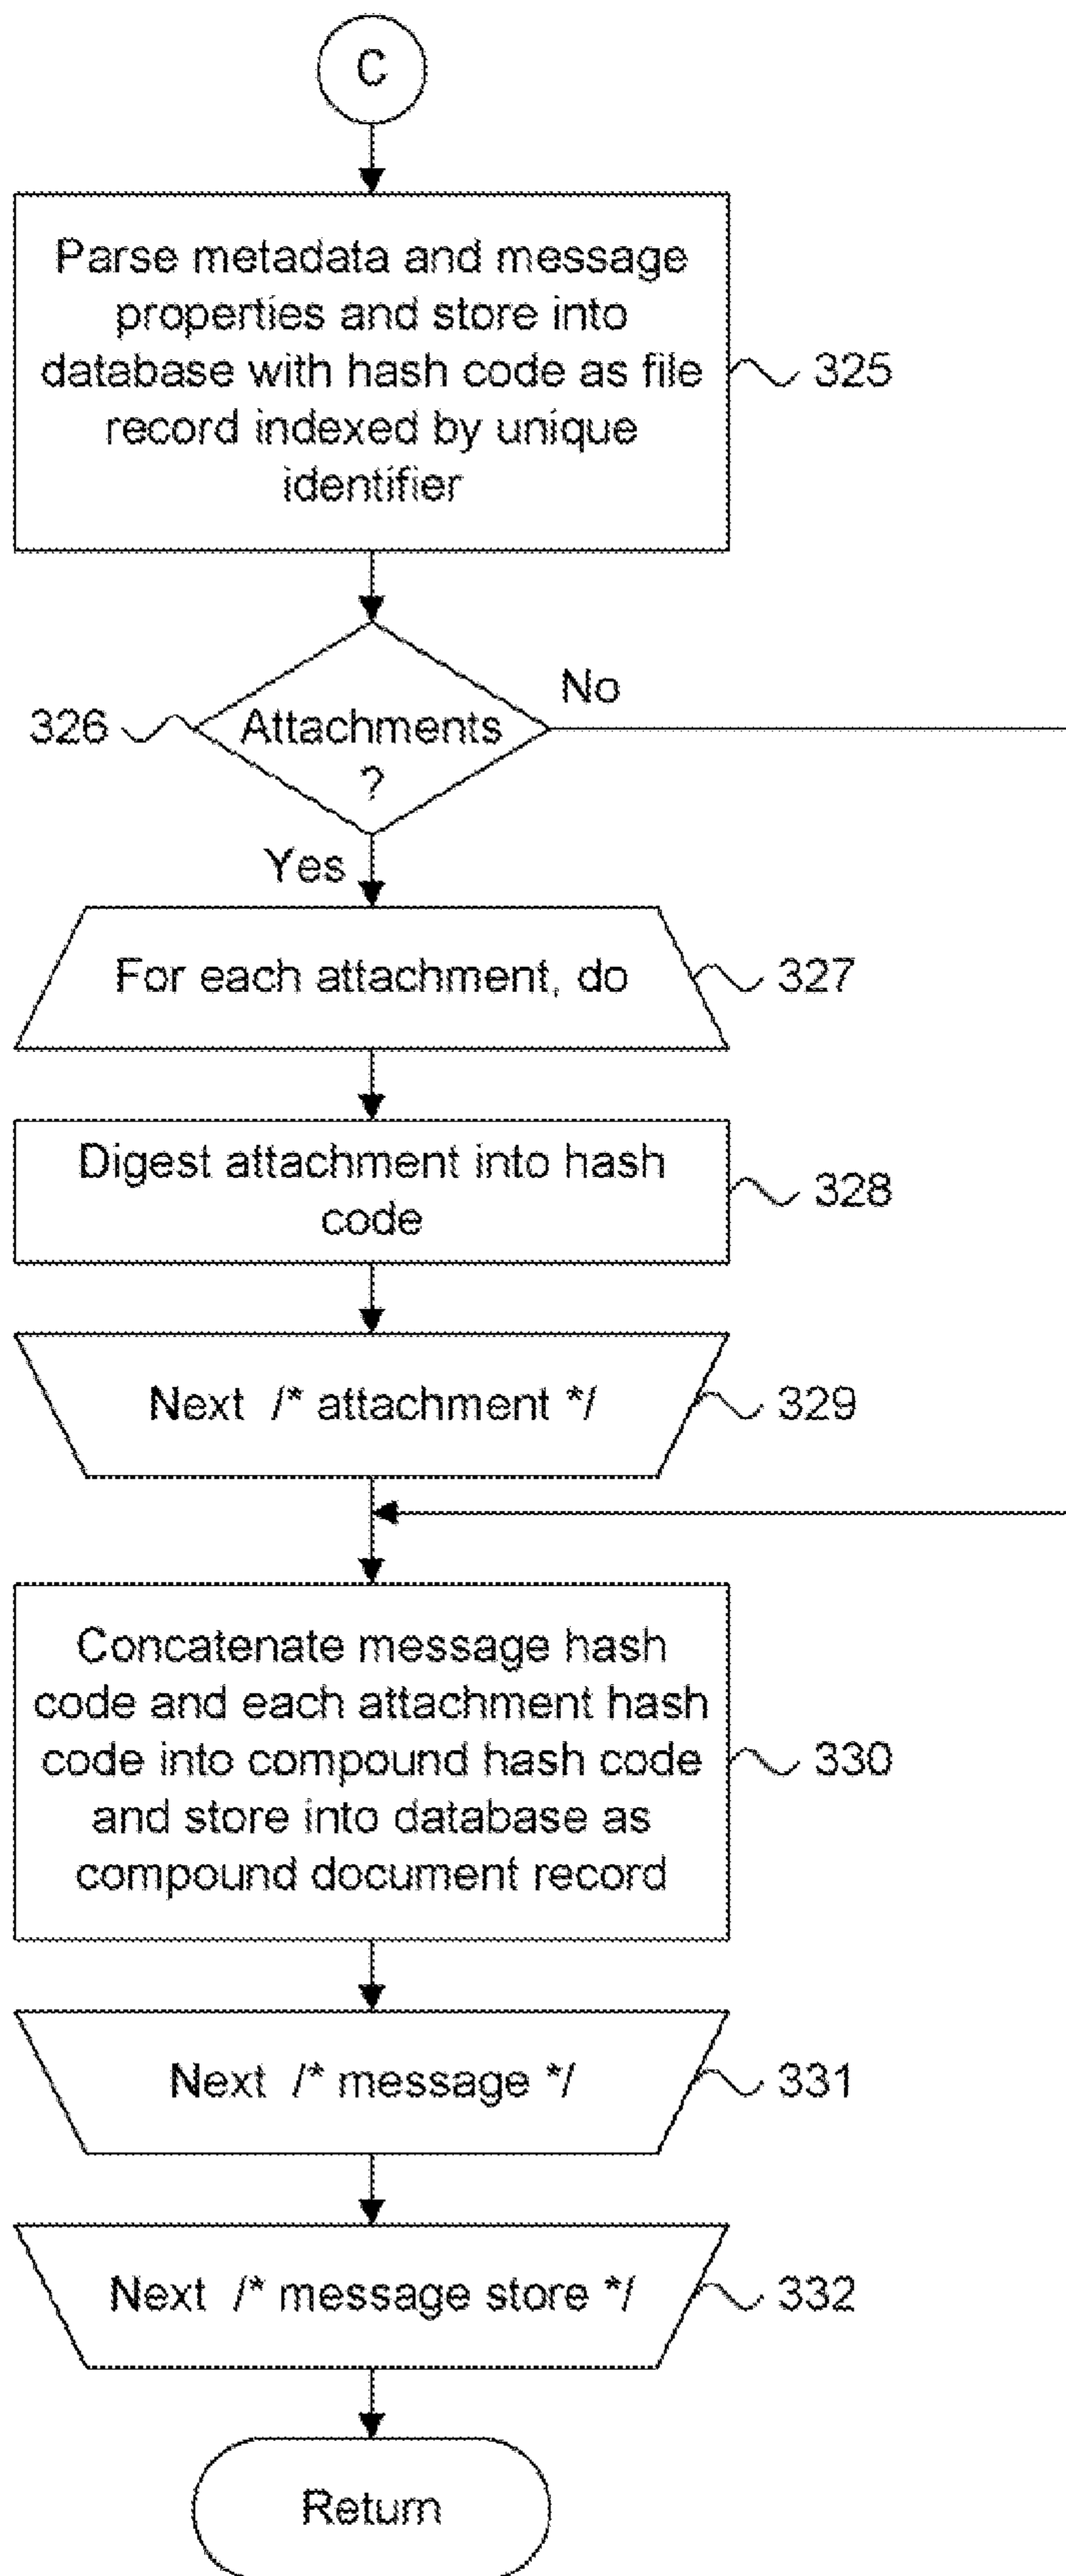 C
Parse metadata and message
properties and store into
database with hash code as file
record indexed by unique
identifier
325
No
326
Attachments
?
Yes
For each attachment, do
327
Digest attachment into hash
code
328
Next /* attachment */
329
Concatenate message hash
code and each attachment hash
code into compound hash code
and store into database as
compound document record
330
Next /* message */
331
Next /* message store */
332
Return